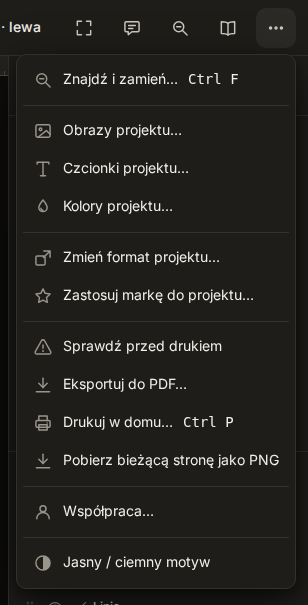 · lewa
Znajdź i zamień... Ctrl F
Obrazy projektu...
Czcionki projektu...
Kolory projektu...
Zmień format projektu...
Zastosuj markę do projektu...
Sprawdź przed drukiem
Eksportuj do PDF...
Drukuj w domu... Ctrl P
Pobierz bieżącą stronę jako PNG
Współpraca...
Jasny / ciemny motyw